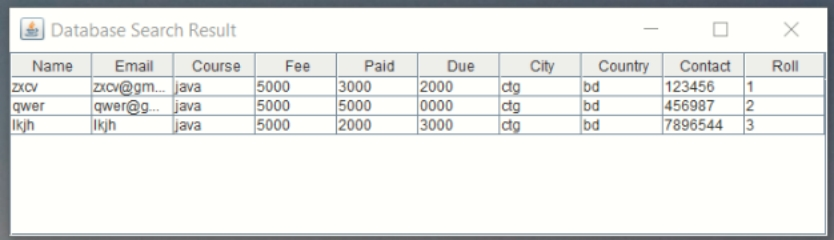 Database Search Result
Name Email Course Fee Paid Due City Country Contact Roll
zxcv zxcv@gm... java 5000 3000 2000 ctg bd 123456 1
qwer qwer@g... java 5000 5000 0000 ctg bd 456987 2
lkjh lkjh java 5000 2000 3000 ctg bd 7896544 3